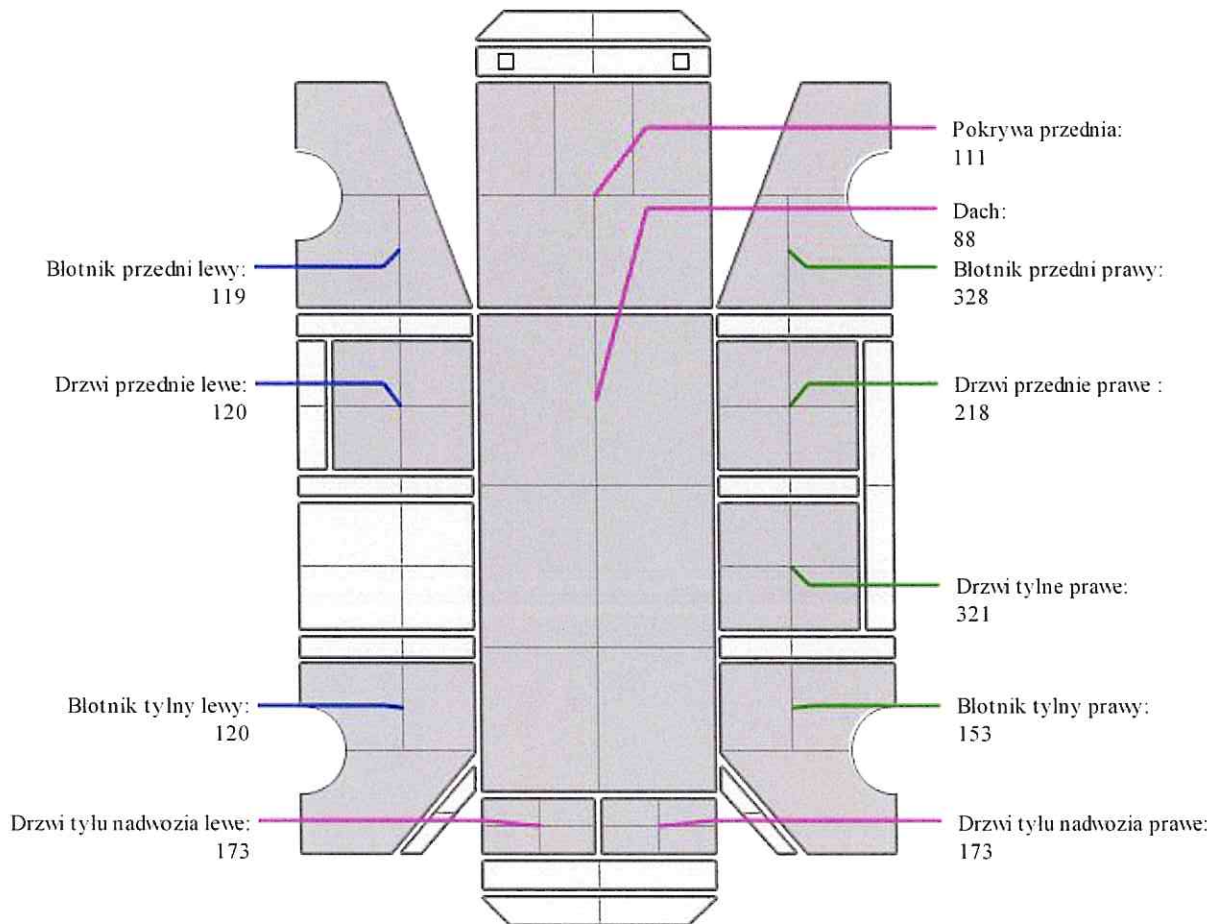 Pokrywa przednia:
111
Dach:
88
Błotnik przedni lewy:
119
Błotnik przedni prawy:
328
Drzwi przednie lewe:
120
Drzwi przednie prawe :
218
Drzwi tylne prawe:
321
Błotnik tylny lewy:
120
Błotnik tylny prawy:
153
Drzwi tyłu nadwozia lewe:
173
Drzwi tyłu nadwozia prawe:
173